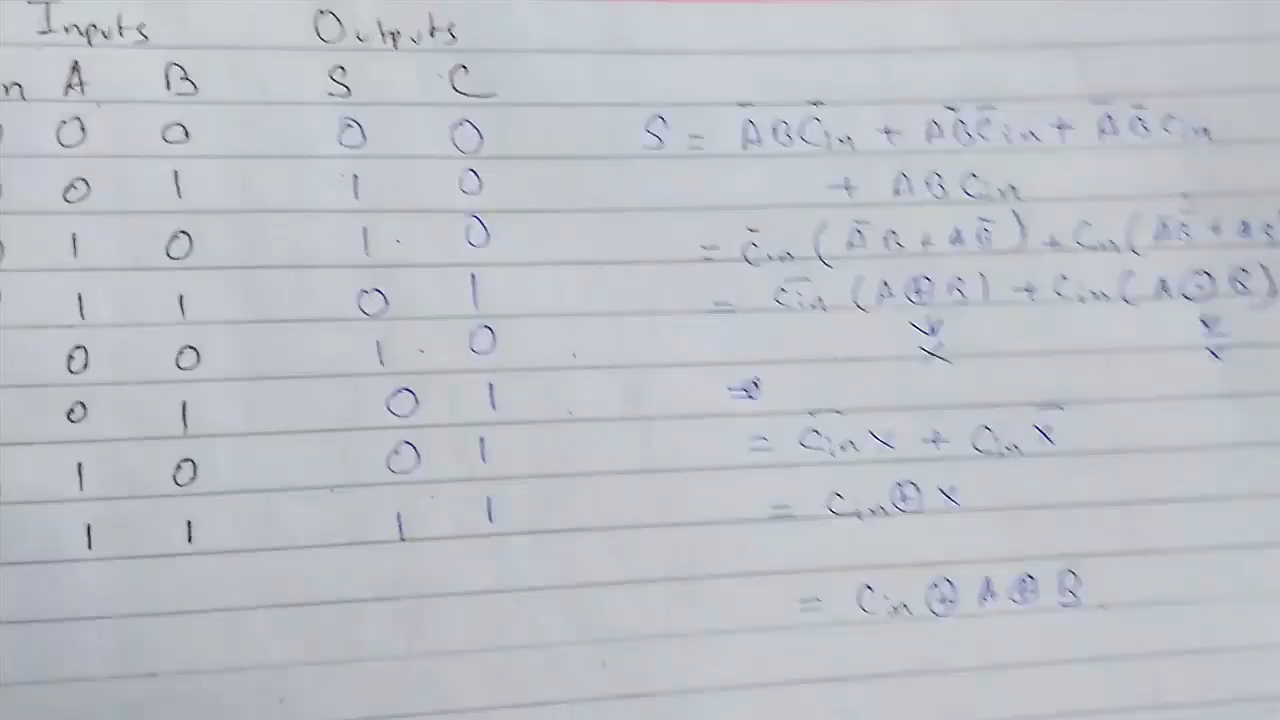 Inputs Outputs
n A B S C
0 0 0 0 S = A̅BC̅in + AB̅C̅in + A̅B̅Cin
0 1 1 0 + ABCin
1 0 1 0 = C̅in(A̅B + AB̅) + Cin(A̅B̅ + AB
1 1 0 1 = C̅in(A⊕B) + Cin(A⊙B)
0 0 1 0
0 1 0 1
= C̅in X + Cin X̅
1 0 0 1
= Cin⊕X
1 1 1 1
= Cin⊕A⊕B